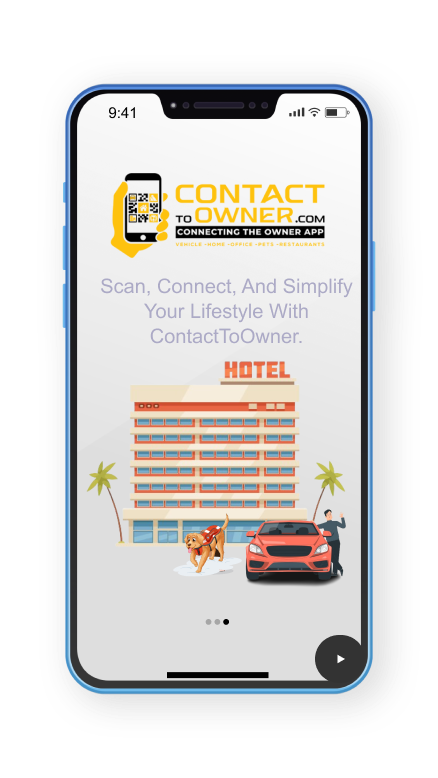 9:41
CONTACT
TO OWNER.COM
CONNECTING THE OWNER APP
VEHICLE -HOME -OFFICE -PETS -RESTAURANTS
Scan, Connect, And Simplify
Your Lifestyle With
ContactToOwner.
HOTEL